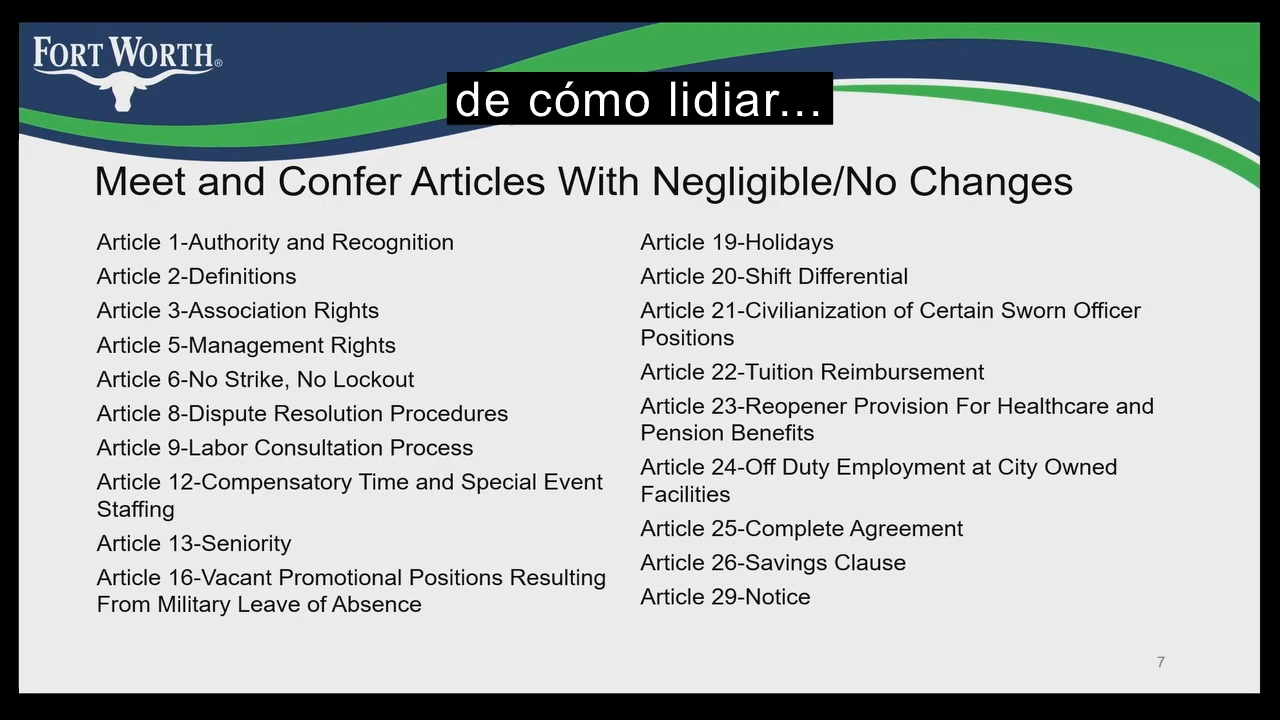 FORT WORTH®
de cómo lidiar...
Meet and Confer Articles With Negligible/No Changes
Article 1-Authority and Recognition
Article 2-Definitions
Article 3-Association Rights
Article 5-Management Rights
Article 6-No Strike, No Lockout
Article 8-Dispute Resolution Procedures
Article 9-Labor Consultation Process
Article 12-Compensatory Time and Special Event
Staffing
Article 13-Seniority
Article 16-Vacant Promotional Positions Resulting
From Military Leave of Absence
Article 19-Holidays
Article 20-Shift Differential
Article 21-Civilianization of Certain Sworn Officer
Positions
Article 22-Tuition Reimbursement
Article 23-Reopener Provision For Healthcare and
Pension Benefits
Article 24-Off Duty Employment at City Owned
Facilities
Article 25-Complete Agreement
Article 26-Savings Clause
Article 29-Notice
7